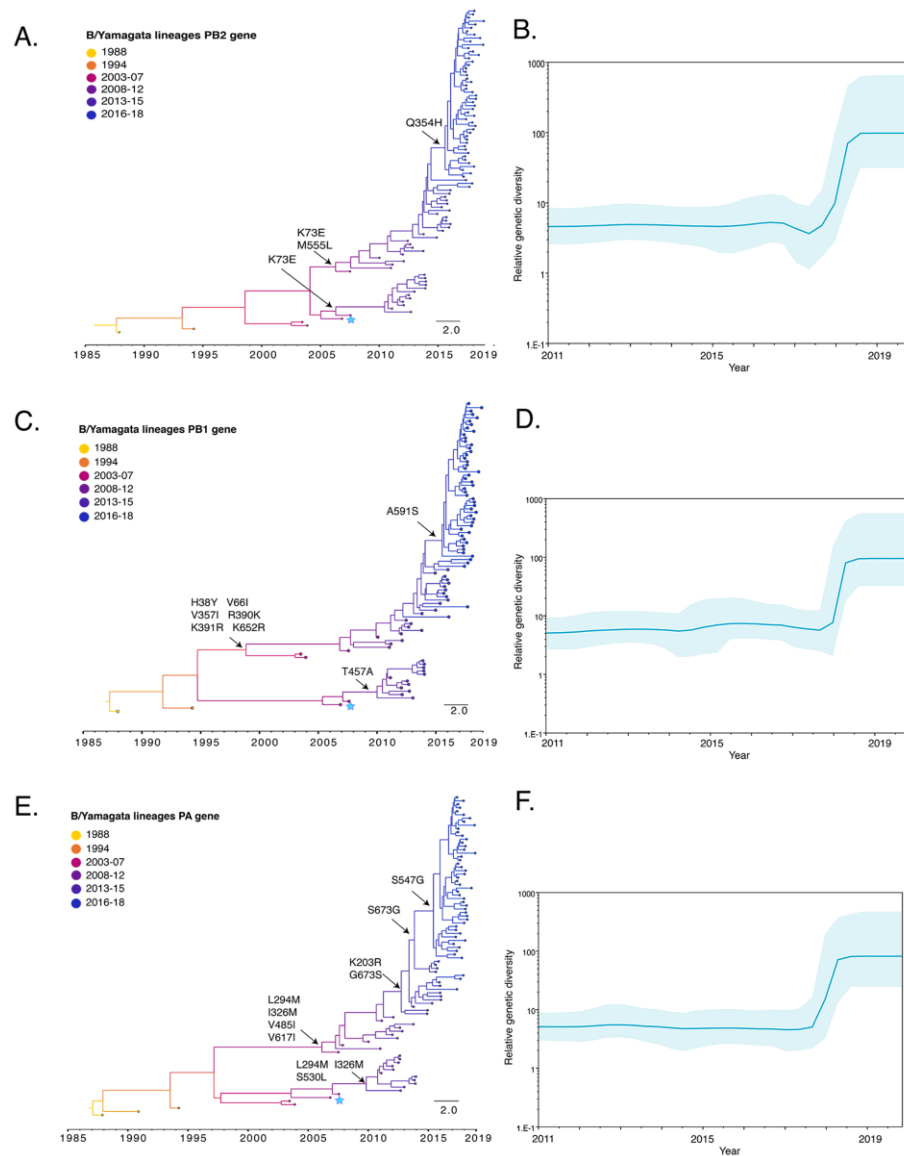 A.
B/Yamagata lineages PB2 gene
1988
1994
2003-07
2008-12
2013-15
2016-18
Q354H
K73E
M555L
K73E
2.0
1985 1990 1995 2000 2005 2010 2015 2019
B.
1000
100
10
1
1.E-1
Relative genetic diversity
2011 2015 2019
Year
C.
B/Yamagata lineages PB1 gene
1988
1994
2003-07
2008-12
2013-15
2016-18
A591S
H38Y V66I
V357I R390K
K391R K652R
T457A
2.0
1985 1990 1995 2000 2005 2010 2015 2019
D.
1000
100
10
1
1.E-1
Relative genetic diversity
2011 2015 2019
Year
E.
B/Yamagata lineages PA gene
1988
1994
2003-07
2008-12
2013-15
2016-18
S547G
S673G
K203R
G673S
L294M
I326M
V485I
V617I
L294M I326M
S530L
2.0
1985 1990 1995 2000 2005 2010 2015 2019
F.
1000
100
10
1
1.E-1
Relative genetic diversity
2011 2015 2019
Year